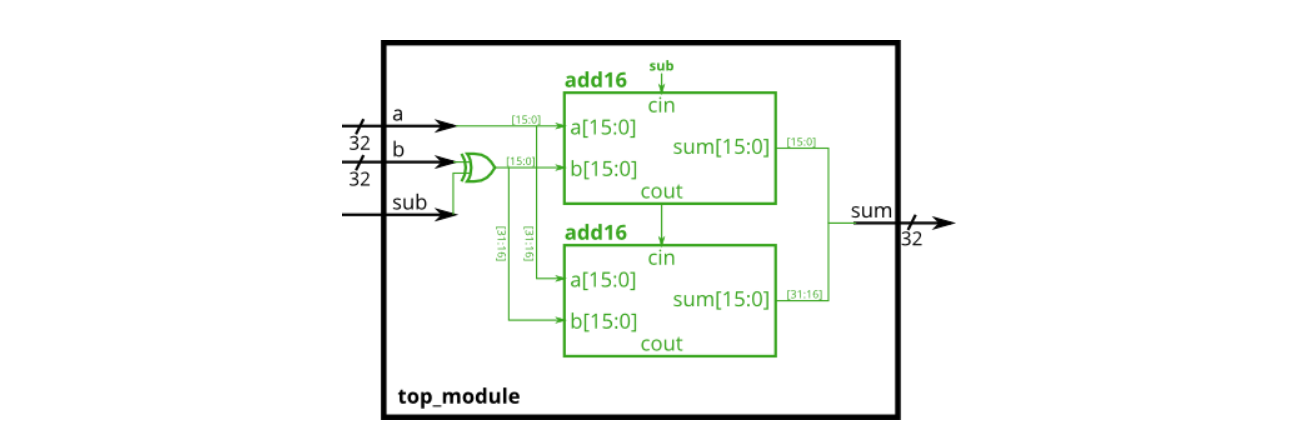 sub
add16
cin
a
[15:0]
a[15:0]
32
sum[15:0]
[15:0]
b
[15:0]
b[15:0]
32
cout
sub
sum
32
add16
[31:16]
[31:16]
cin
a[15:0]
sum[15:0]
[31:16]
b[15:0]
cout
top_module